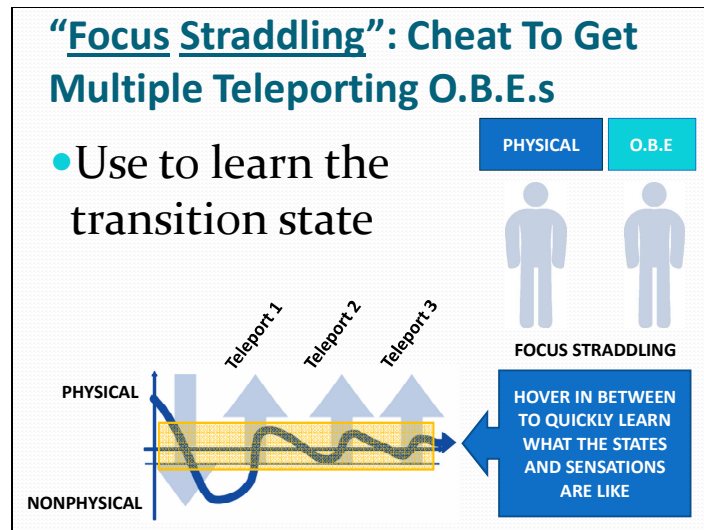 “Focus Straddling”: Cheat To Get
Multiple Teleporting O.B.E.s
•Use to learn the
transition state
PHYSICAL
O.B.E
FOCUS STRADDLING
Teleport 1
Teleport 2
Teleport 3
PHYSICAL
NONPHYSICAL
HOVER IN BETWEEN
TO QUICKLY LEARN
WHAT THE STATES
AND SENSATIONS
ARE LIKE